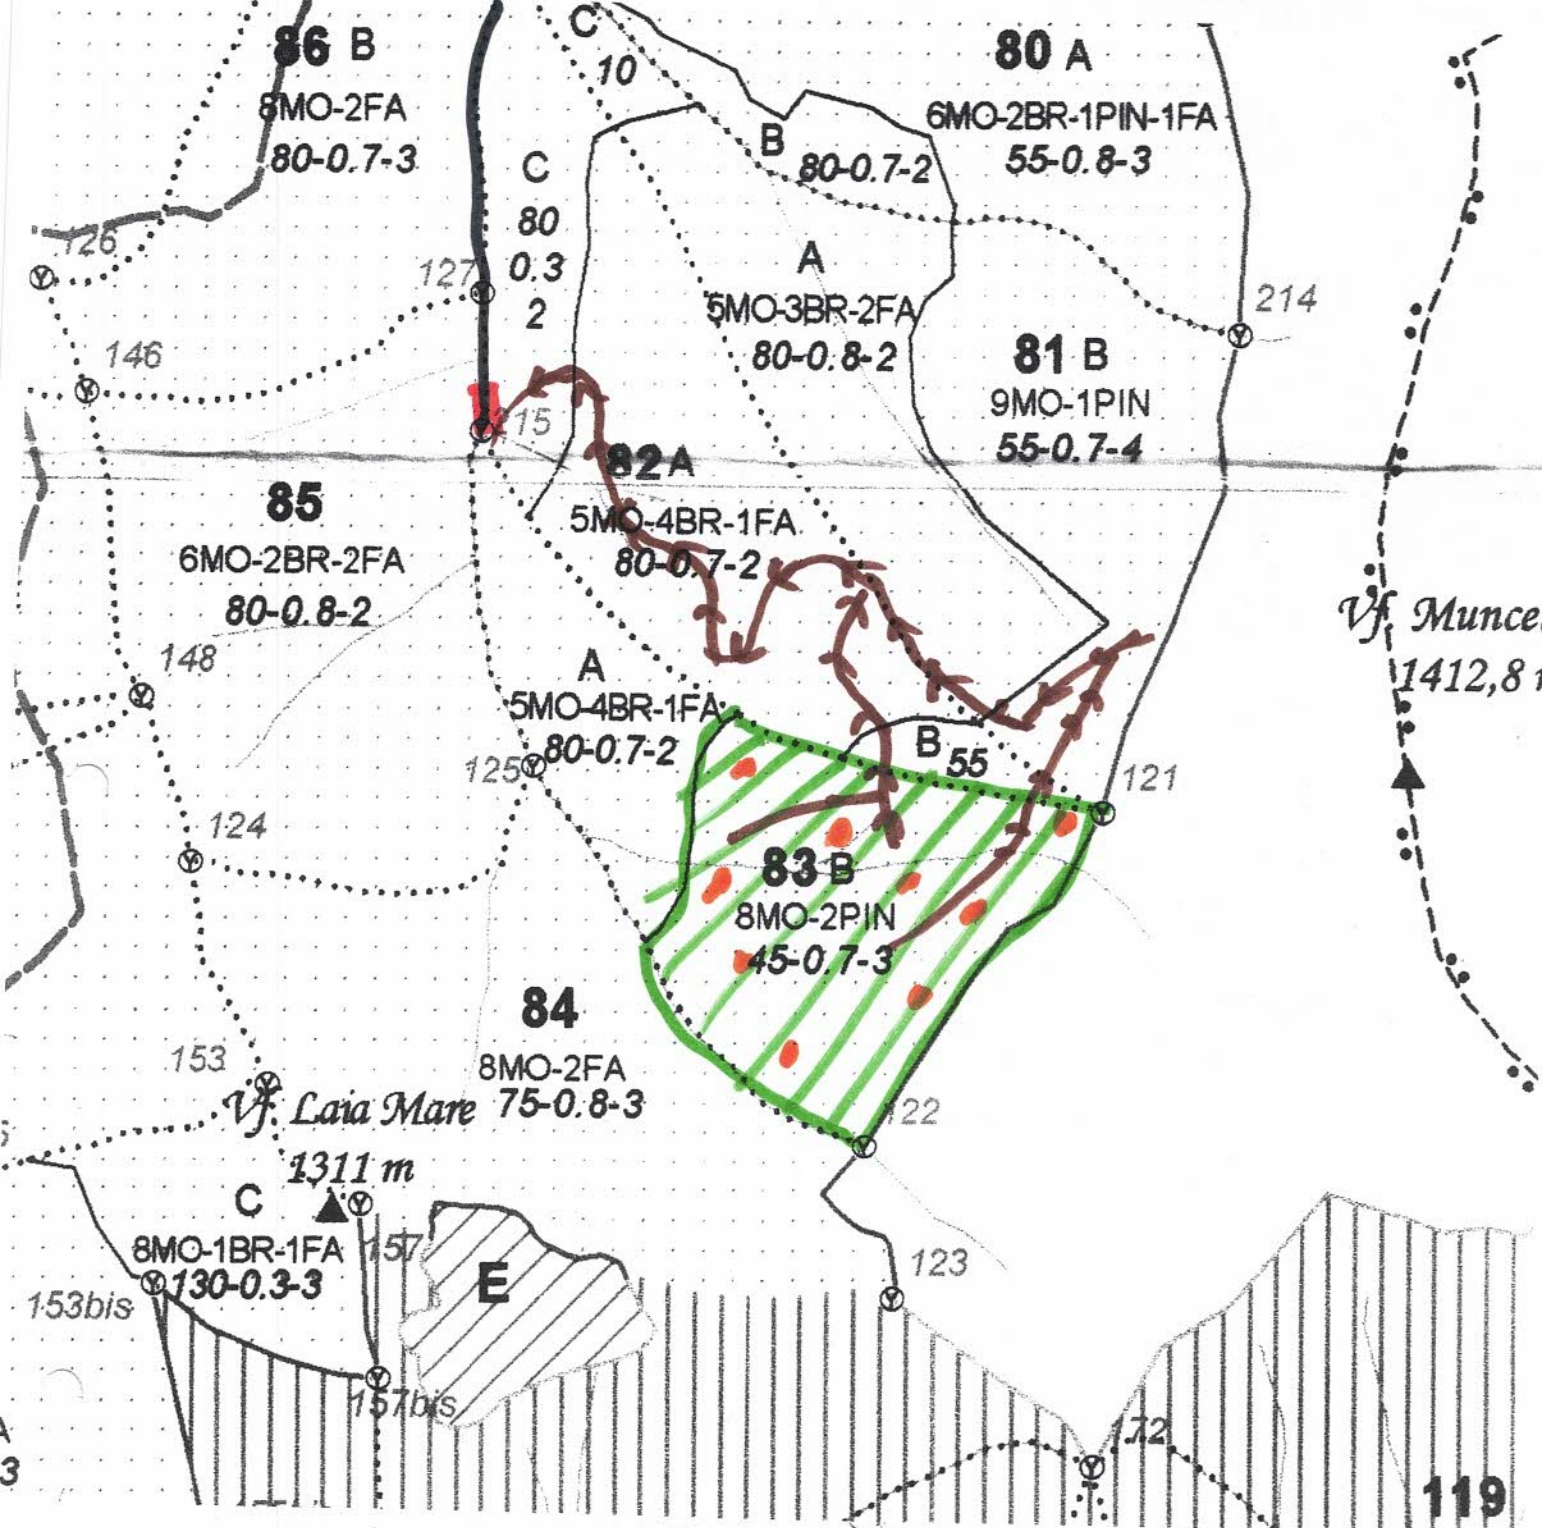 86 B
8MO-2FA
80-0.7-3
C
10
80 A
6MO-2BR-1PIN-1FA
55-0.8-3
B
80-0.7-2
C
80
0.3
2
126
127
A
5MO-3BR-2FA
80-0.8-2
214
146
81 B
9MO-1PIN
55-0.7-4
215
82 A
5MO-4BR-1FA
80-0.7-2
85
6MO-2BR-2FA
80-0.8-2
Vf. Munce
1412,8
148
A
5MO-4BR-1FA
80-0.7-2
B 55
125
121
124
83 B
8MO-2PIN
45-0.7-3
84
8MO-2FA
75-0.8-3
153
Vf. Laia Mare
1311 m
122
C
8MO-1BR-1FA
130-0.3-3
157
E
123
153bis
157bis
172
3
119